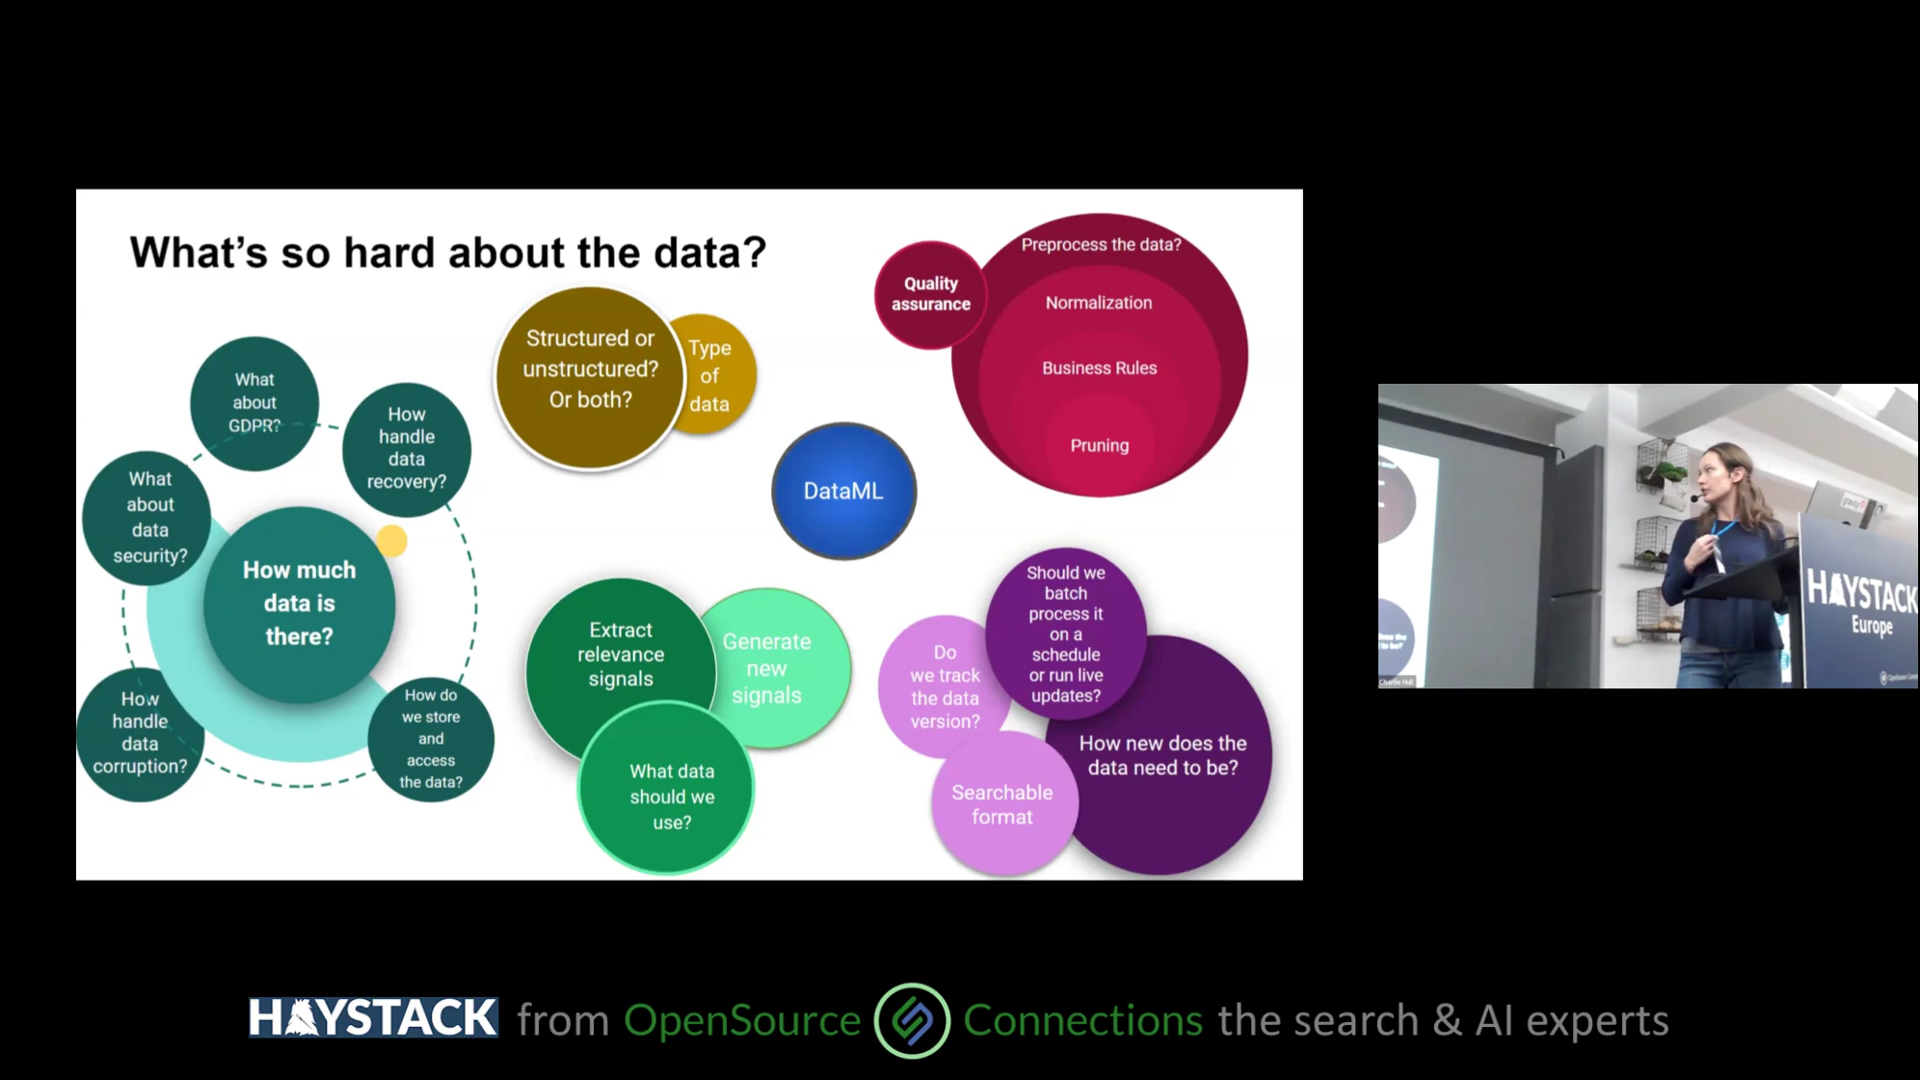 What's so hard about the data?
What
about
GDPR?
How
handle
data
recovery?
What
about
data
security?
How much
data is
there?
How
handle
data
corruption?
How do
we store
and
access
the data?
Structured or
unstructured?
Or both?
Type
of
data
Quality
assurance
Preprocess the data?
Normalization
Business Rules
Pruning
DataML
Extract
relevance
signals
Generate
new
signals
What data
should we
use?
Do
we track
the data
version?
Should we
batch
process it
on a
schedule
or run live
updates?
Searchable
format
How new does the
data need to be?
HAYSTACK
Europe
Charlie Hull
HAYSTACK from OpenSource Connections the search & AI experts